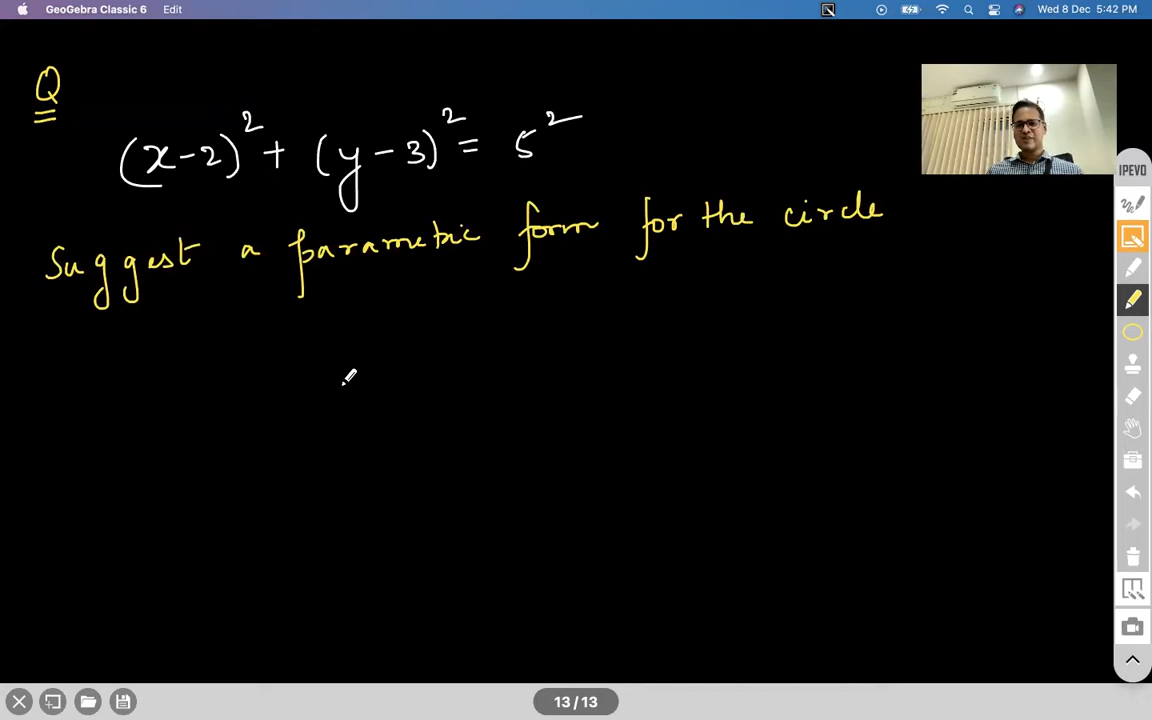 GeoGebra Classic 6 Edit Wed 8 Dec 5:42 PM
Q
(x-2)² + (y-3)² = 5²
IPEVO
Suggest a parametric form for the circle
13/13